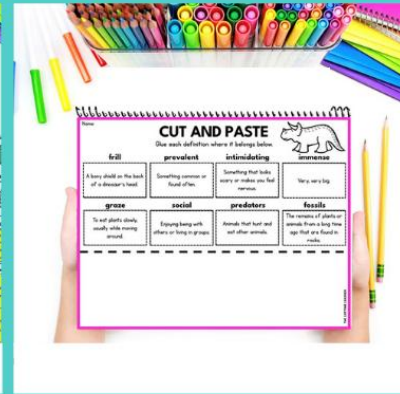 Name
CUT AND PASTE
Glue each definition where it belongs below.
frill prevalent intimidating immense
A bony shield on the back
of a dinosaur's head.
Something common or
found often.
Something that looks
scary or makes you feel
nervous.
Very, very big.
graze social predators fossils
To eat plants slowly,
usually while moving
around.
Enjoying being with
others or living in groups.
Animals that hunt and
eat other animals.
The remains of plants or
animals from a long time
ago that are found in
rocks.